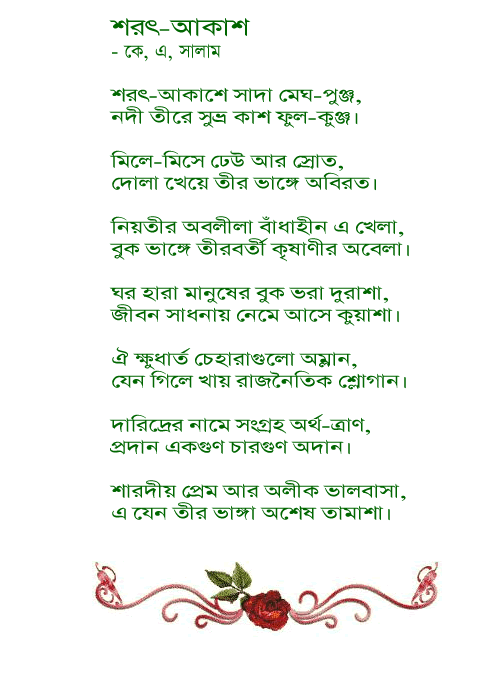 শরৎ-আকাশ
- কে, এ, সালাম
শরৎ-আকাশে সাদা মেঘ-পুঞ্জ,
নদী তীরে সুভ্র কাশ ফুল-কুঞ্জ।
মিলে-মিসে ঢেউ আর স্রোত,
দোলা খেয়ে তীর ভাঙ্গে অবিরত।
নিয়তীর অবলীলা বাঁধাহীন এ খেলা,
বুক ভাঙ্গে তীরবর্তী কৃষাণীর অবেলা।
ঘর হারা মানুষের বুক ভরা দুরাশা,
জীবন সাধনায় নেমে আসে কুয়াশা।
ঐ ক্ষুধার্ত চেহারাগুলো অম্লান,
যেন গিলে খায় রাজনৈতিক শ্লোগান।
দারিদ্রের নামে সংগ্রহ অর্থ-ত্রাণ,
প্রদান একগুণ চারগুণ অদান।
শারদীয় প্রেম আর অলীক ভালবাসা,
এ যেন তীর ভাঙ্গা অশেষ তামাশা।